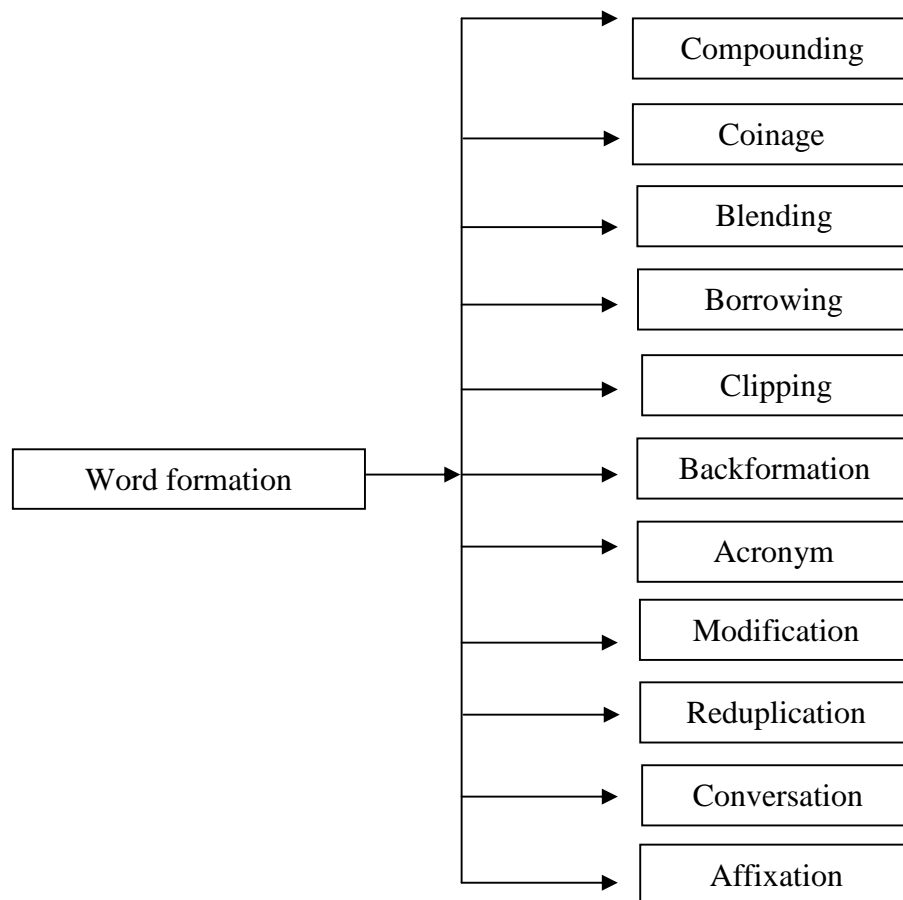 Compounding
Coinage
Blending
Borrowing
Clipping
Word formation
Backformation
Acronym
Modification
Reduplication
Conversation
Affixation